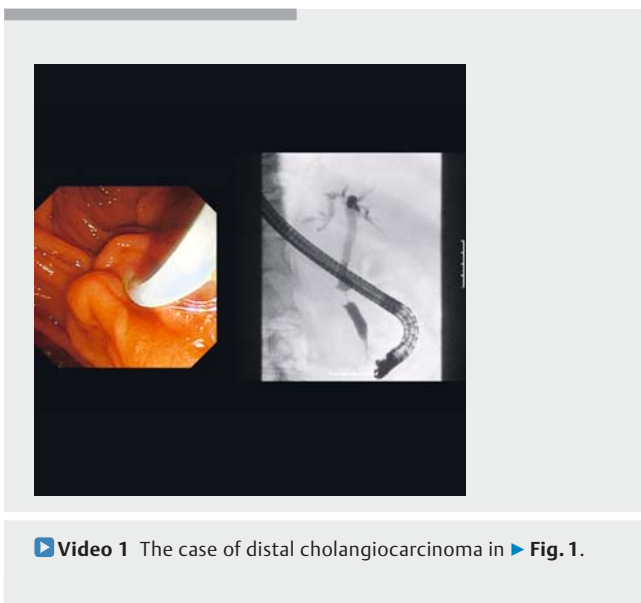 Video 1 The case of distal cholangiocarcinoma in ▶ Fig. 1.